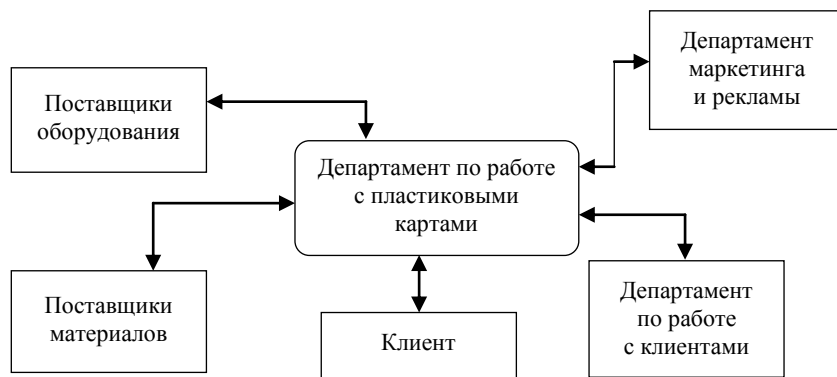 Департамент
маркетинга
и рекламы
Поставщики
оборудования
Департамент по работе
с пластиковыми
картами
Поставщики
материалов
Клиент
Департамент
по работе
с клиентами